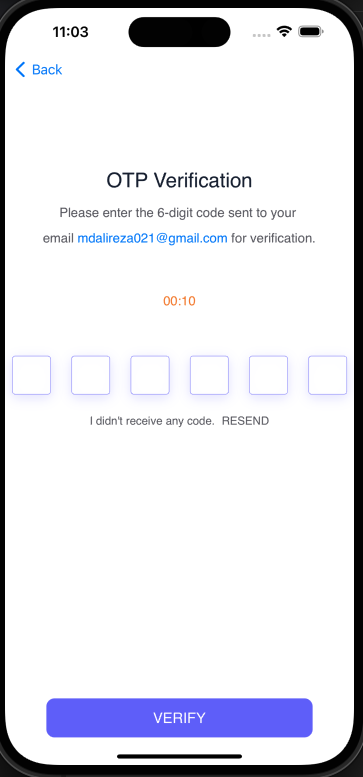 11:03
Back
OTP Verification
Please enter the 6-digit code sent to your
email mdalireza021@gmail.com for verification.
00:10
I didn't receive any code. RESEND
VERIFY